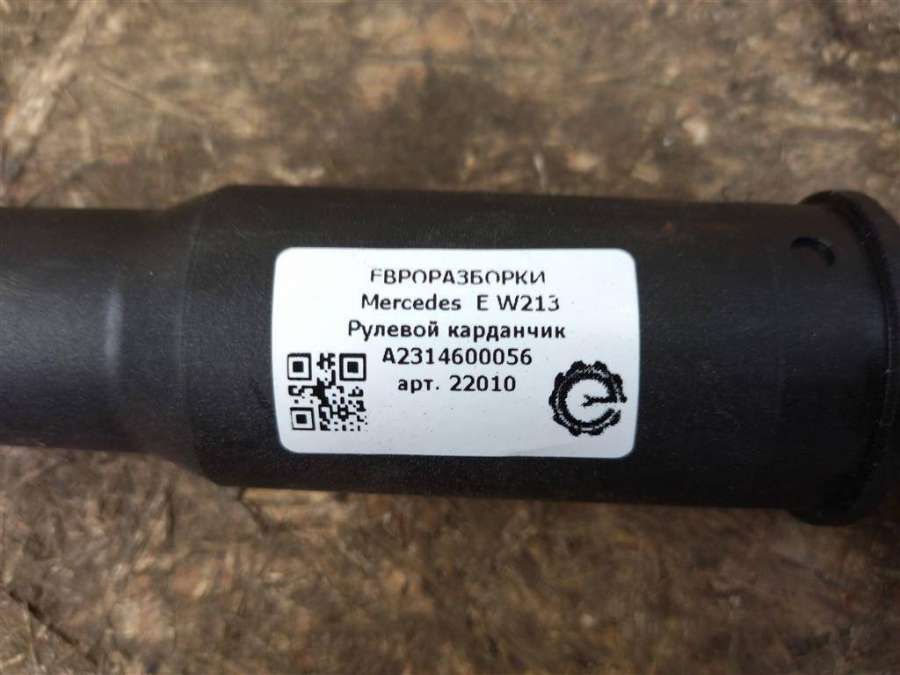 ЕВРОРАЗБОРКИ
Mercedes E W213
Рулевой карданчик
A2314600056
арт. 22010